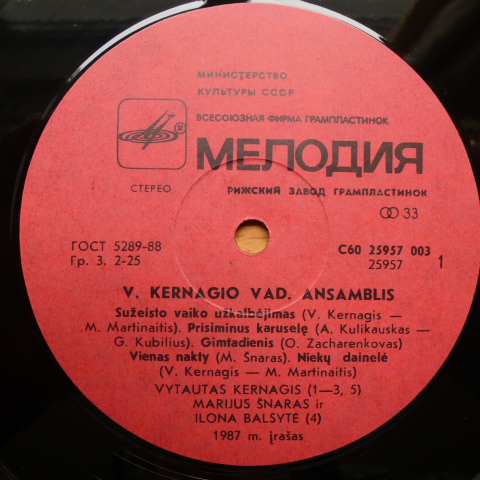 МИНИСТЕРСТВО
КУЛЬТУРЫ СССР
ВСЕСОЮЗНАЯ ФИРМА ГРАМПЛАСТИНОК
®
МЕЛОДИЯ
СТЕРЕО
РИЖСКИЙ ЗАВОД ГРАМПЛАСТИНОК
33
ГОСТ 5289-88
Гр. 3. 2-25
С60 25957 003
25957
1
V. KERNAGIO VAD. ANSAMBLIS
Sužeisto vaiko užkalbėjimas (V. Kernagis —
M. Martinaitis). Prisiminus karuselę (A. Kulikauskas —
G. Kubilius). Gimtadienis (O. Zacharenkovas)
Vienas nakty (M. Šnaras). Niekų dainelė
(V. Kernagis — M. Martinaitis)
VYTAUTAS KERNAGIS (1—3, 5)
MARIJUS ŠNARAS ir
ILONA BALSYTĖ (4)
1987 m. įrašas